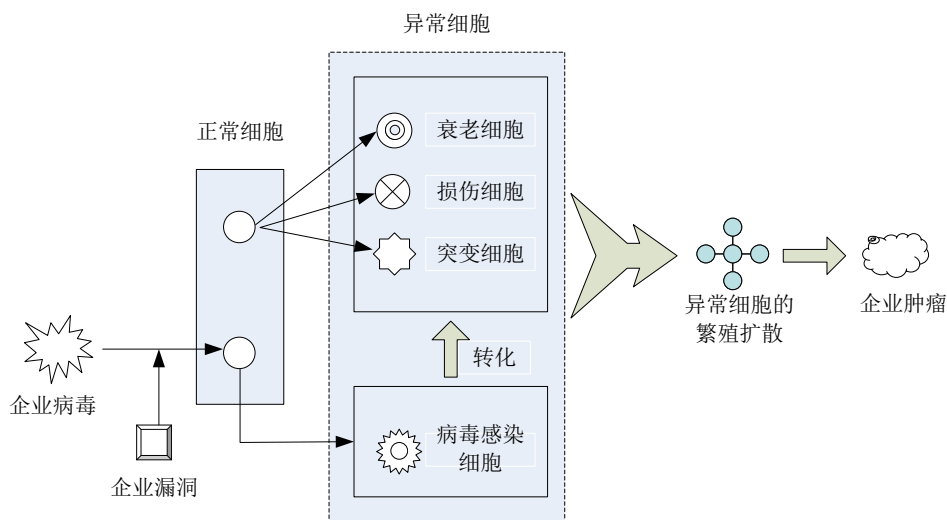 异常细胞
正常细胞
衰老细胞
损伤细胞
突变细胞
异常细胞的
繁殖扩散
企业肿瘤
转化
企业病毒
病毒感染
细胞
企业漏洞